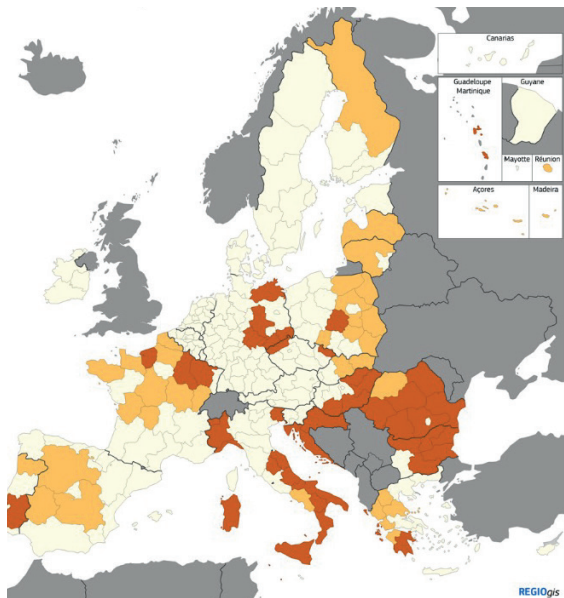 Canarias
Guadeloupe
Martinique
Guyane
Mayotte
Réunion
Açores
Madeira
REGIOgis